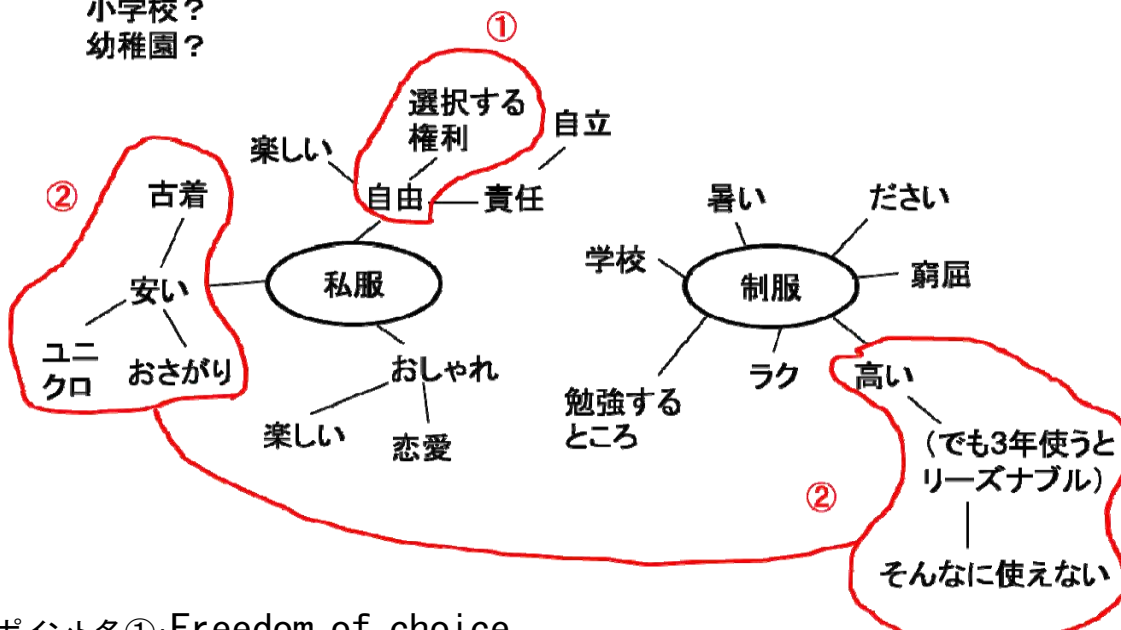 小学校？
幼稚園？
①
選択する
権利
自立
楽しい
自由
責任
②
古着
安い
ユニ
クロ
おさがり
私服
おしゃれ
楽しい
恋愛
暑い
ださい
学校
制服
窮屈
勉強する
ところ
ラク
高い
（でも3年使うと
リーズナブル）
そんなに使えない
②
ポイント名①:Freedom of choice